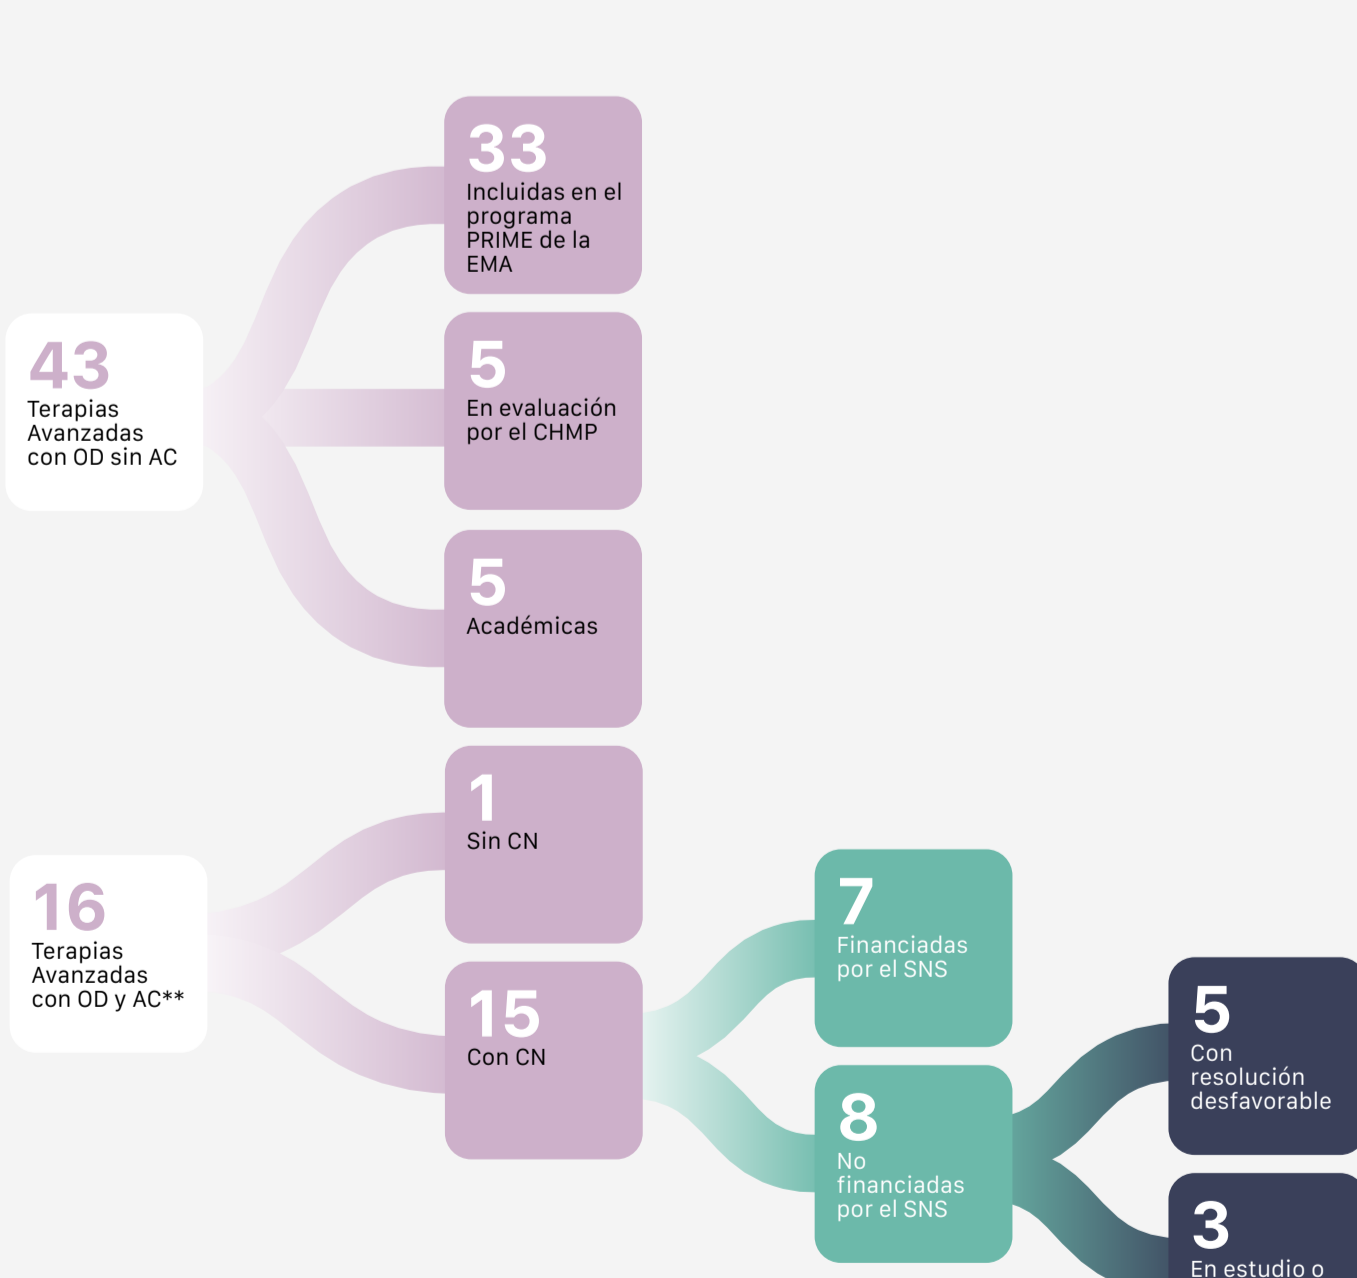 33
Incluidas en el
programa
PRIME de la
EMA
43
Terapias
Avanzadas
con OD sin AC
5
En evaluación
por el CHMP
5
Académicas
1
Sin CN
16
Terapias
Avanzadas
con OD y AC**
15
Con CN
7
Financiadas
por el SNS
8
No
financiadas
por el SNS
5
Con
resolución
desfavorable
3
En estudio o